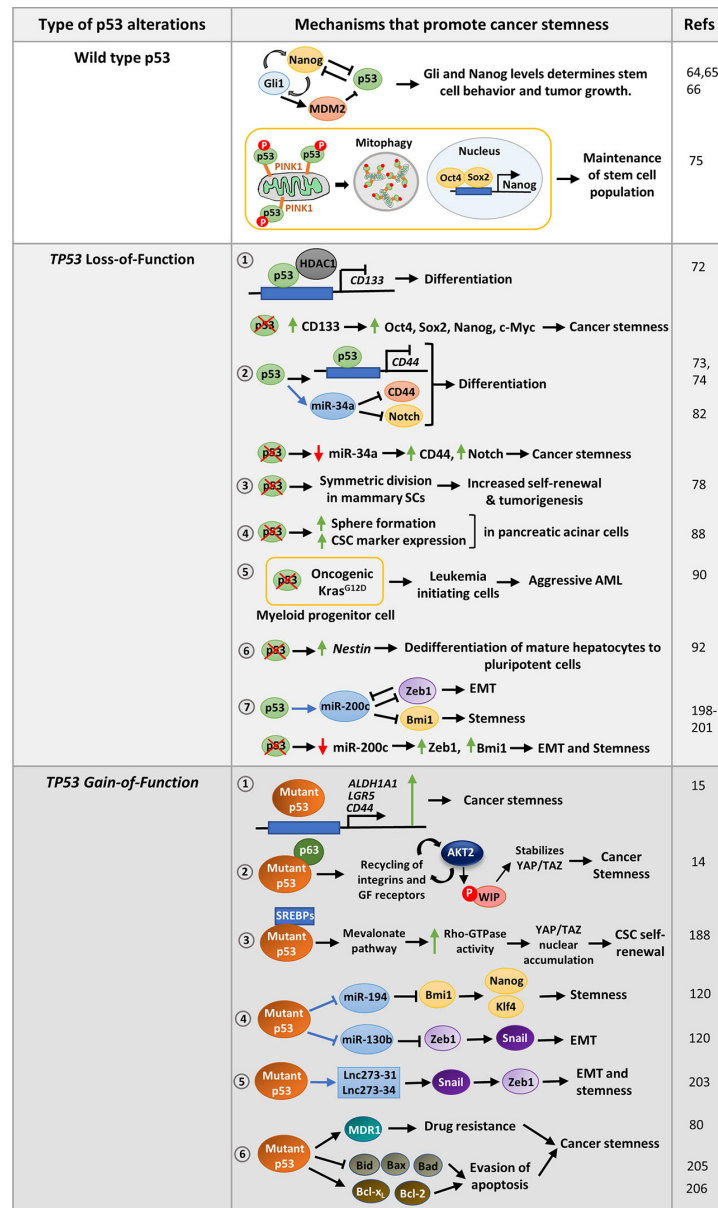 Type of p53 alterations
Mechanisms that promote cancer stemness
Refs
Wild type p53
Nanog
Gli1
p53
MDM2
Gli and Nanog levels determines stem
cell behavior and tumor growth.
64,65
66
P
p53
P
p53
PINK1
PINK1
p53
P
Mitophagy
Nucleus
Oct4
Sox2
Nanog
Maintenance
of stem cell
population
75
TP53 Loss-of-Function
1
p53
HDAC1
CD133
Differentiation
72
p53
CD133
Oct4, Sox2, Nanog, c-Myc
Cancer stemness
2
p53
p53
CD44
miR-34a
CD44
Notch
Differentiation
73,
74
82
p53
miR-34a
CD44,
Notch
Cancer stemness
3
p53
Symmetric division
in mammary SCs
Increased self-renewal
& tumorigenesis
78
4
p53
Sphere formation
CSC marker expression
in pancreatic acinar cells
88
5
p53
Oncogenic
KrasG12D
Myeloid progenitor cell
Leukemia
initiating cells
Aggressive AML
90
6
p53
Nestin
Dedifferentiation of mature hepatocytes to
pluripotent cells
92
7
p53
miR-200c
Zeb1
EMT
Bmi1
Stemness
198-
201
p53
miR-200c
Zeb1,
Bmi1
EMT and Stemness
TP53 Gain-of-Function
1
Mutant
p53
ALDH1A1
LGR5
CD44
Cancer stemness
15
2
p63
Mutant
p53
Recycling of
integrins and
GF receptors
AKT2
P
WIP
Stabilizes
YAP/TAZ
Cancer
Stemness
14
3
SREBPs
Mutant
p53
Mevalonate
pathway
Rho-GTPase
activity
YAP/TAZ
nuclear
accumulation
CSC self-
renewal
188
4
Mutant
p53
miR-194
Bmi1
Nanog
Klf4
Stemness
120
miR-130b
Zeb1
Snail
EMT
120
5
Mutant
p53
Lnc273-31
Lnc273-34
Snail
Zeb1
EMT and
stemness
203
6
Mutant
p53
MDR1
Drug resistance
80
Cancer stemness
Bid
Bax
Bad
Evasion of
apoptosis
205
Bcl-xL
Bcl-2
206